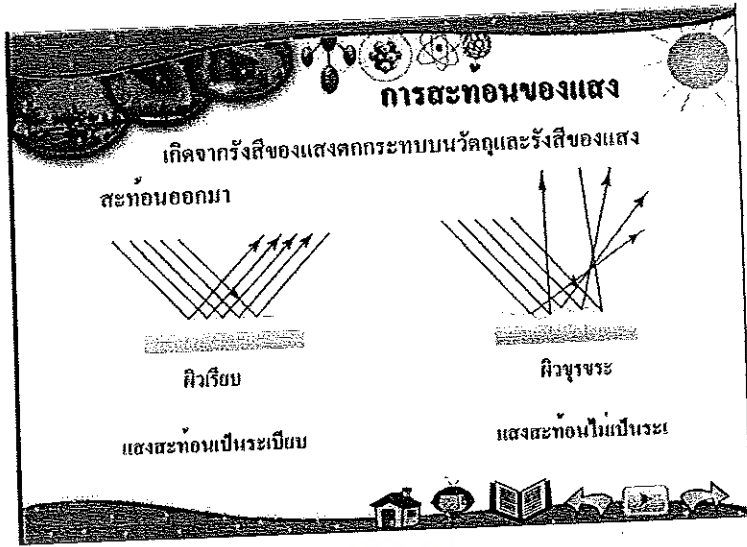 การสะท้อนของแสง
เกิดจากรังสีของแสงตกกระทบบนวัตถุและรังสีของแสง
สะท้อนออกมา
ผิวเรียบ
ผิวขรุขระ
แสงสะท้อนเป็นระเบียบ
แสงสะท้อนไม่เป็นระเ